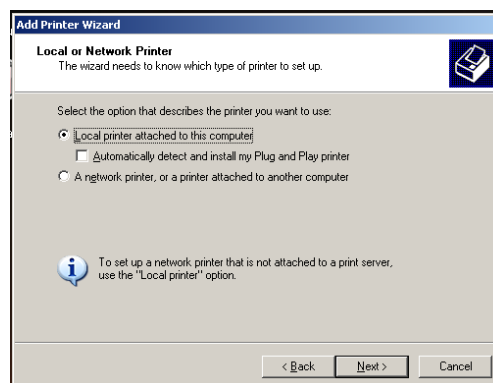 Add Printer Wizard
Local or Network Printer
The wizard needs to know which type of printer to set up.
Select the option that describes the printer you want to use:
Local printer attached to this computer
Automatically detect and install my Plug and Play printer
A network printer, or a printer attached to another computer
To set up a network printer that is not attached to a print server,
use the "Local printer" option.
< Back
Next >
Cancel